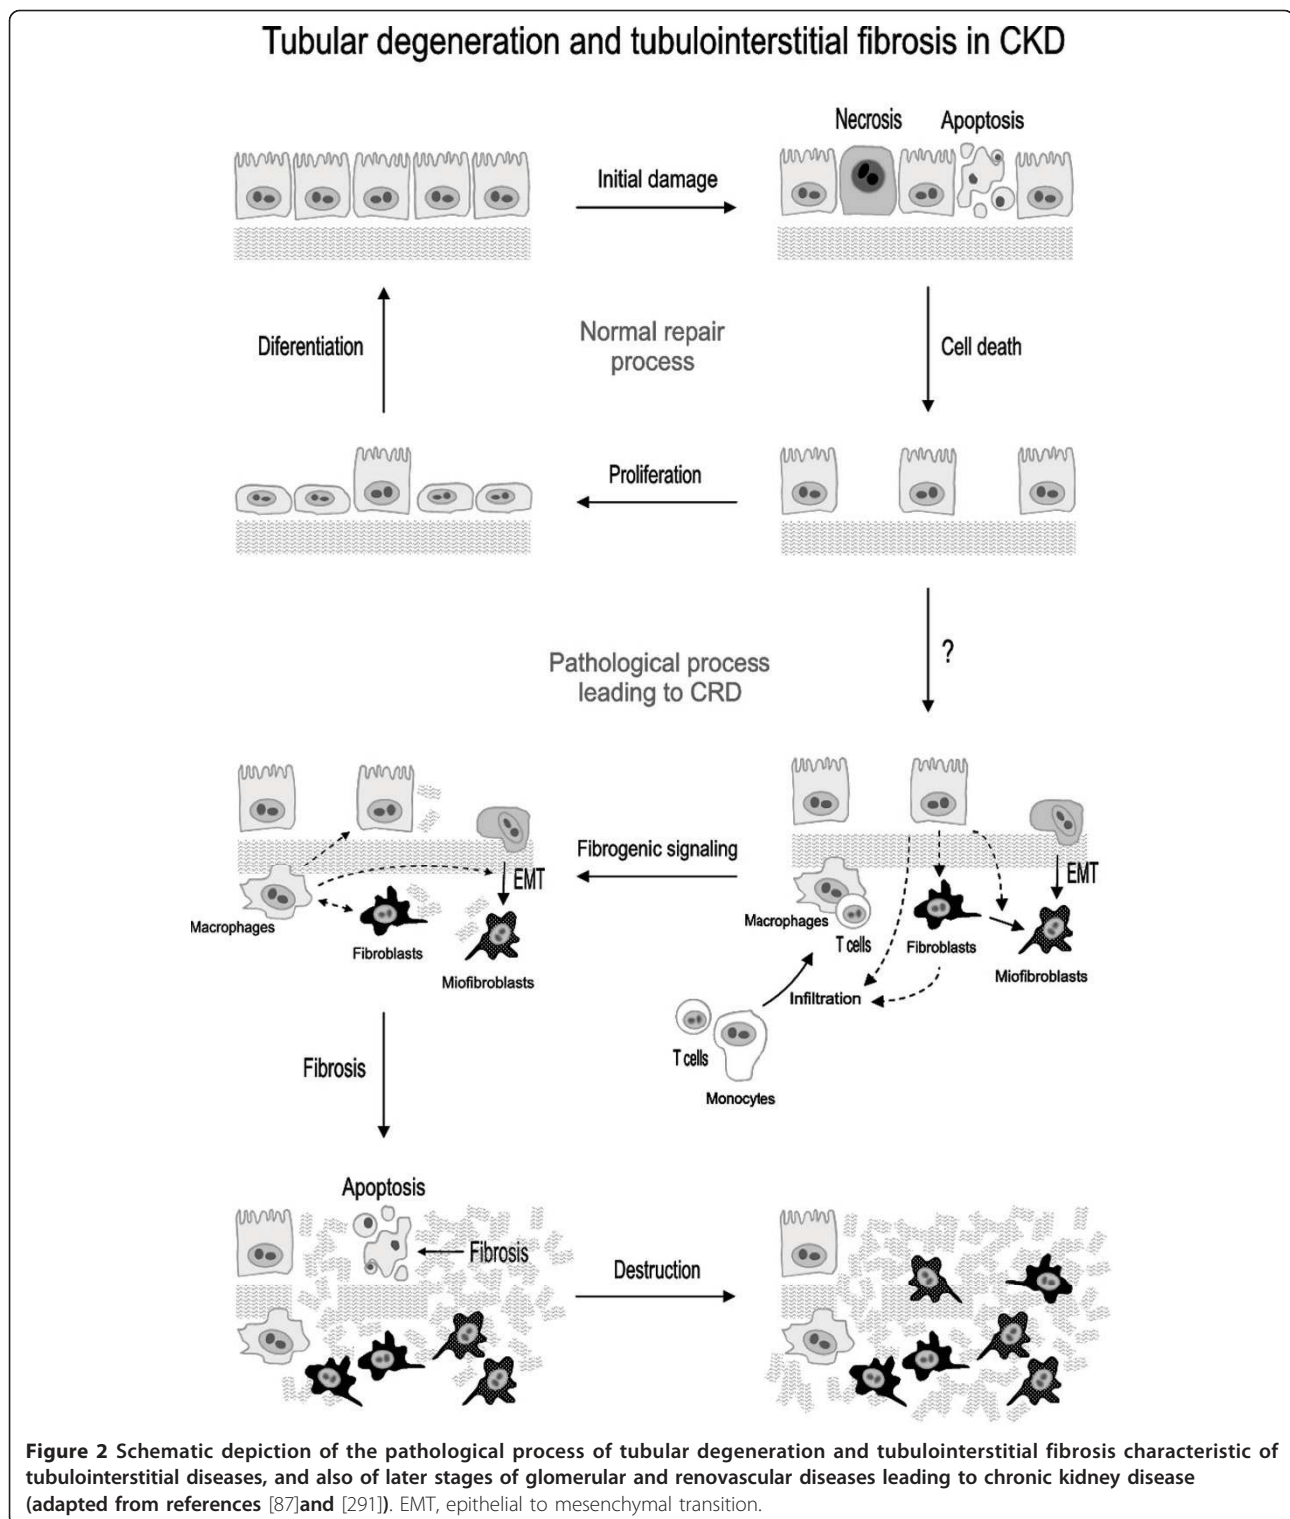 Tubular degeneration and tubulointerstitial fibrosis in CKD
Necrosis
Apoptosis
Initial damage
Normal repair
process
Diferentiation
Cell death
Proliferation
?
Pathological process
leading to CRD
Fibrogenic signaling
EMT
Macrophages
Fibroblasts
Miofibroblasts
EMT
Macrophages
T cells
Fibroblasts
Miofibroblasts
Infiltration
T cells
Monocytes
Fibrosis
Apoptosis
Fibrosis
Destruction
Figure 2 Schematic depiction of the pathological process of tubular degeneration and tubulointerstitial fibrosis characteristic of
tubulointerstitial diseases, and also of later stages of glomerular and renovascular diseases leading to chronic kidney disease
(adapted from references [87]and [291]). EMT, epithelial to mesenchymal transition.